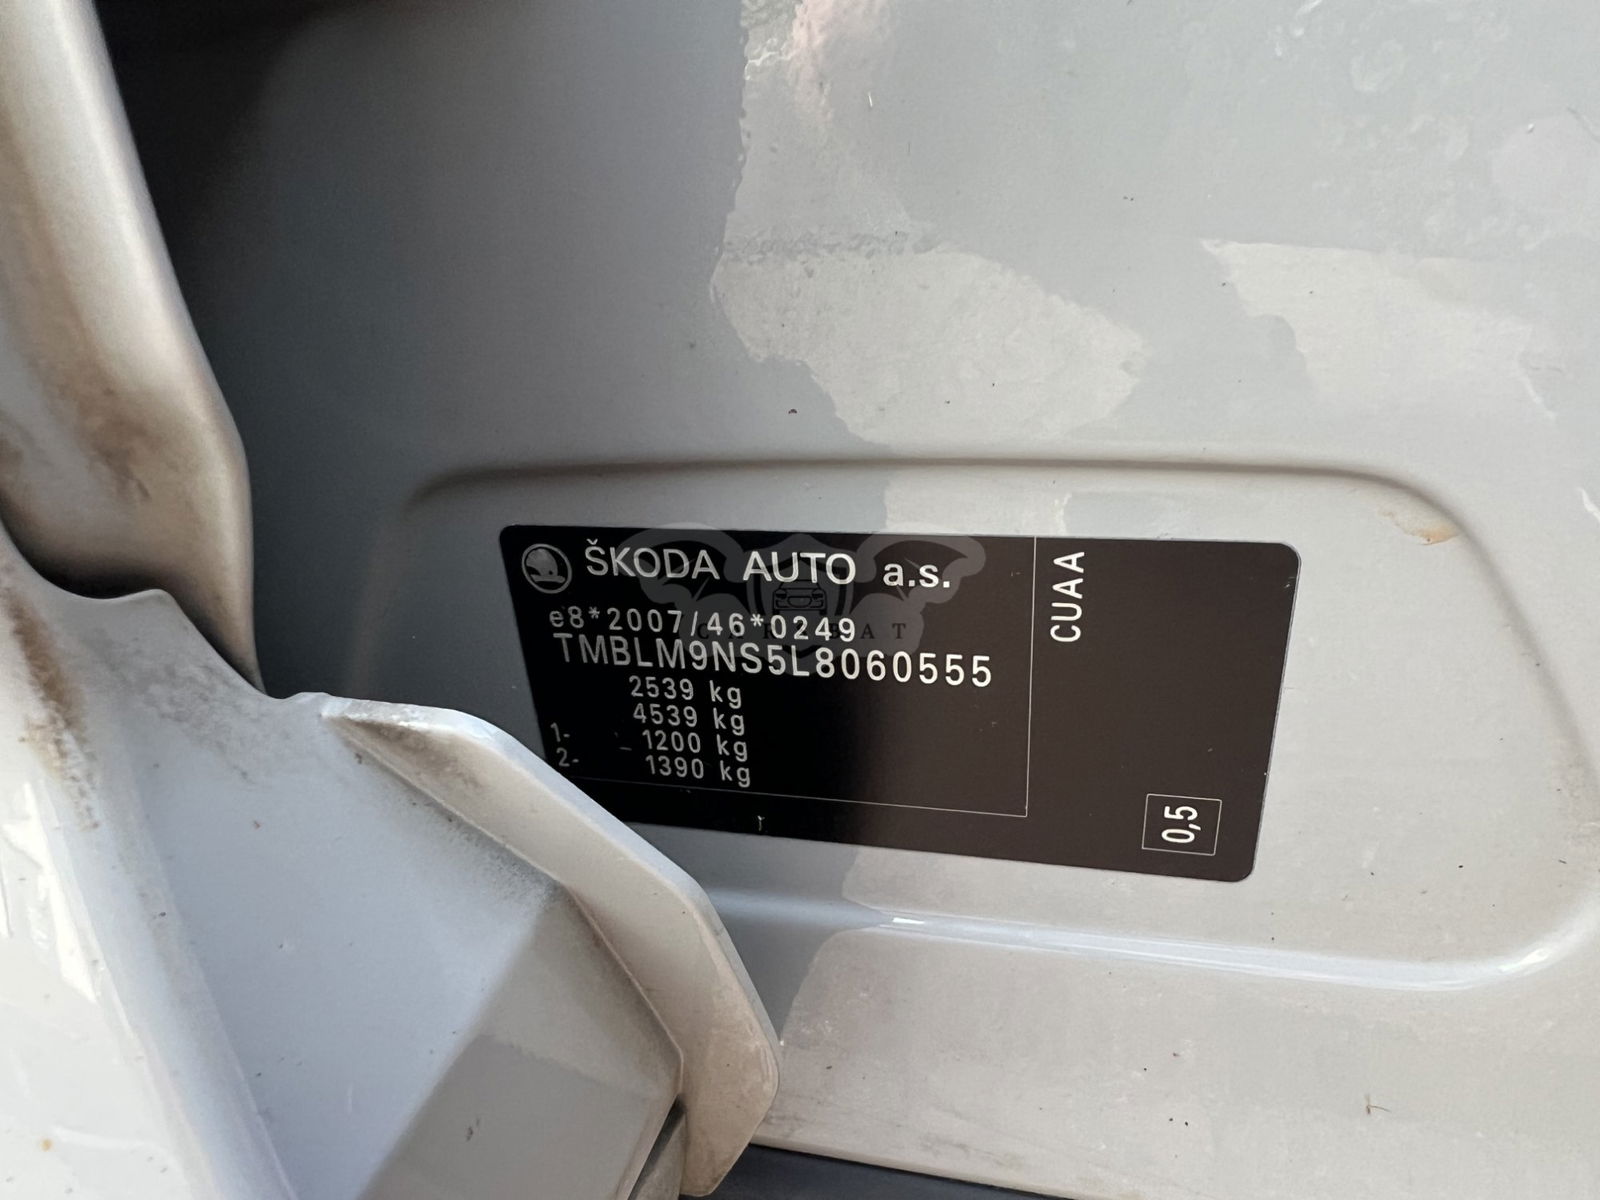 ŠKODA AUTO a.s.
e8*2007/46*0249
TMBLM9NS5L8060555
2539 kg
4539 kg
1- 1200 kg
2- 1390 kg
CUAA
0,5